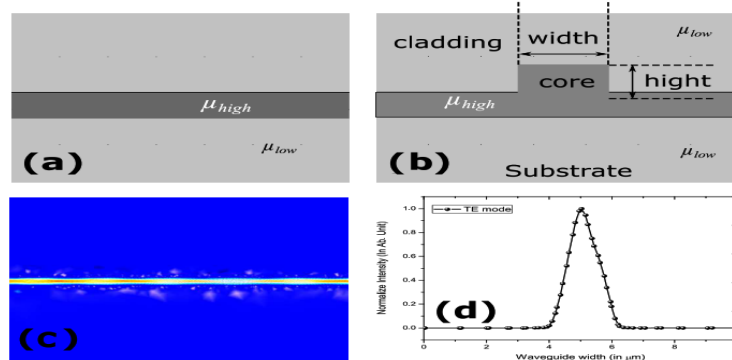 μhigh
μlow
(a)
cladding
width
μlow
core
hight
μhigh
μlow
(b)
Substrate
(c)
TE mode
Normalize Intensity (In Ab. Unit)
1.0
0.8
0.6
0.4
0.2
0.0
(d)
0 2 4 6 8
Waveguide width (in μm)